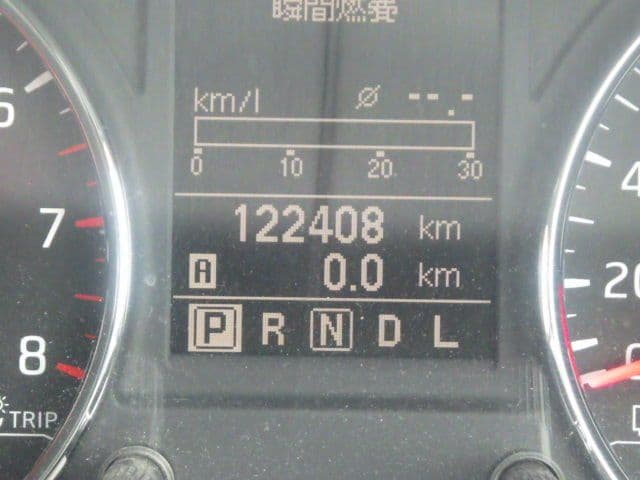 瞬間燃費
km/l ø --.-
0 10 20 30
122408 km
A 0.0 km
P R N D L
6
7
8
TRIP
4
20